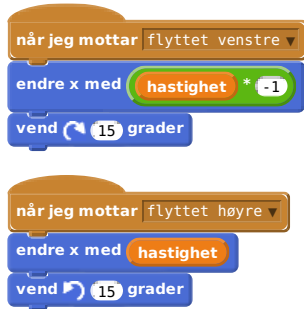 når jeg mottar flyttet venstre
endre x med hastighet * -1
vend 15 grader
når jeg mottar flyttet høyre
endre x med hastighet
vend 15 grader